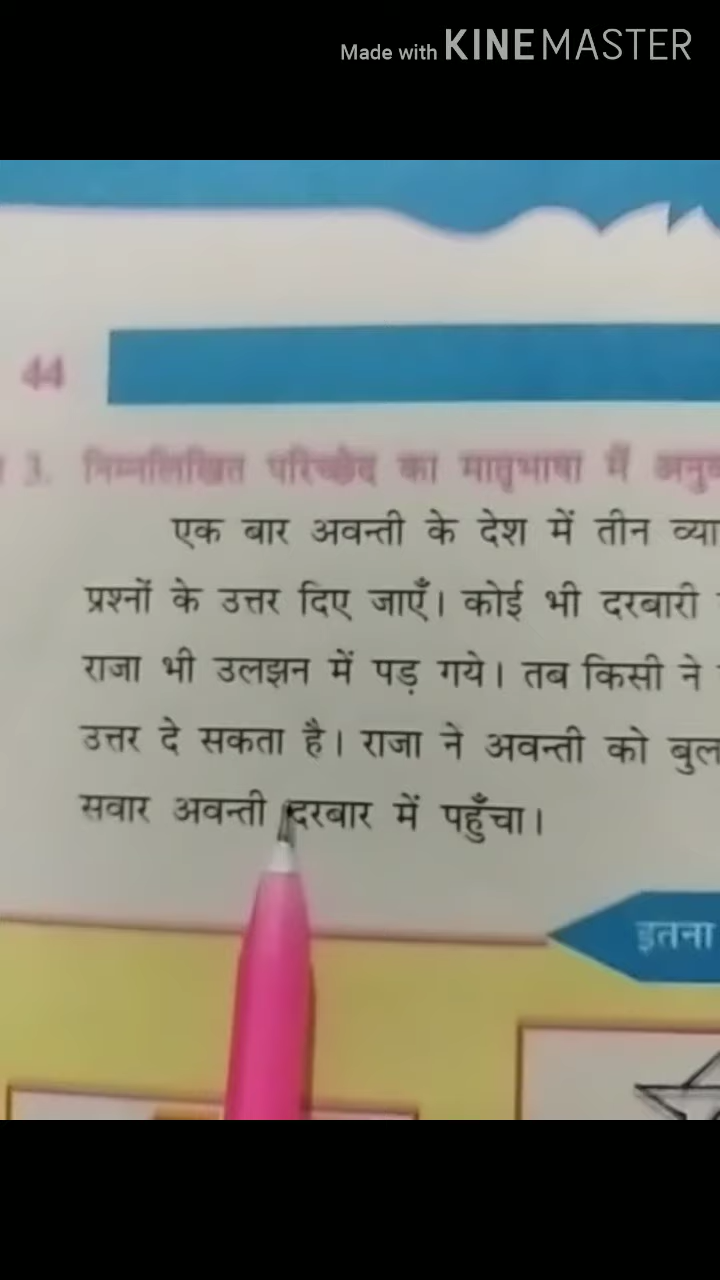 Made with KINEMASTER
44
3. निम्नलिखित परिच्छेद का मातृभाषा में
एक बार अवन्ती के देश में तीन व्या
प्रश्नों के उत्तर दिए जाएँ। कोई भी दरबारी
राजा भी उलझन में पड़ गये। तब किसी ने
उत्तर दे सकता है। राजा ने अवन्ती को बुल
सवार अवन्ती दरबार में पहुँचा।
इतना